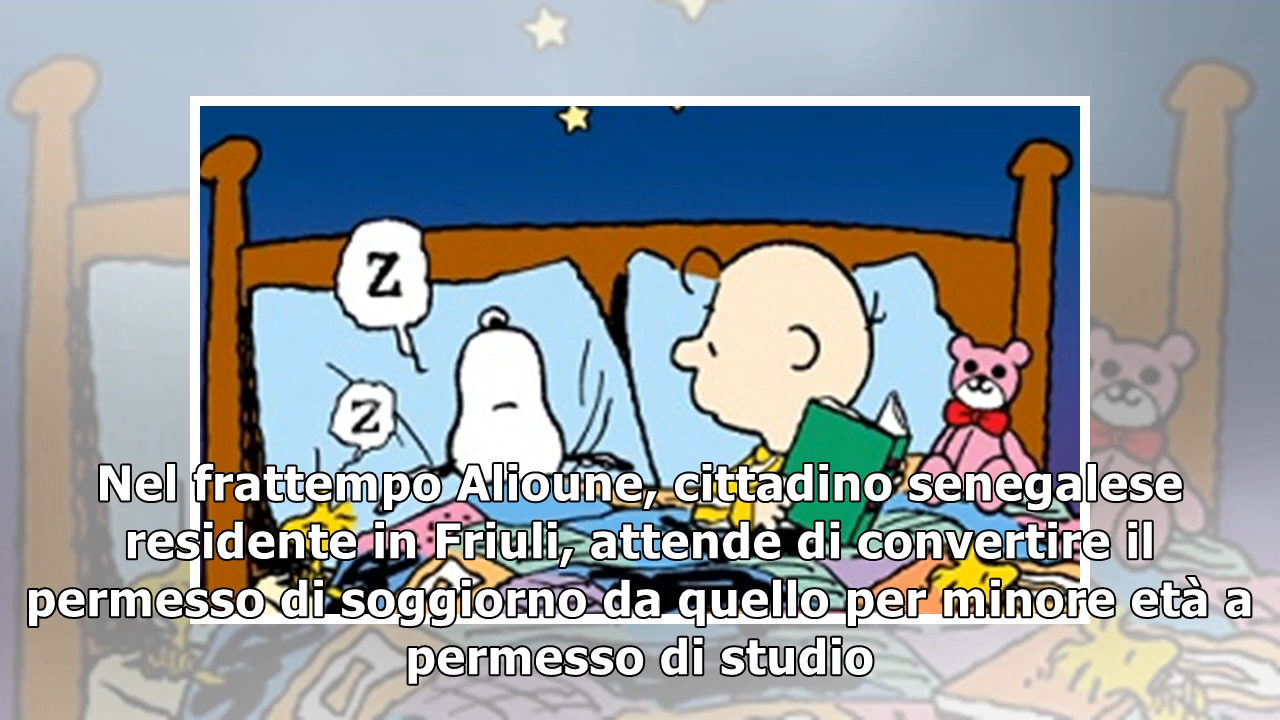 Z
Z
Nel frattempo Alioune, cittadino senegalese
residente in Friuli, attende di convertire il
permesso di soggiorno da quello per minore età a
permesso di studio